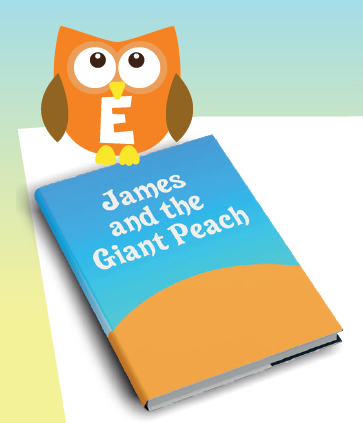 E
James
and the
Giant Peach